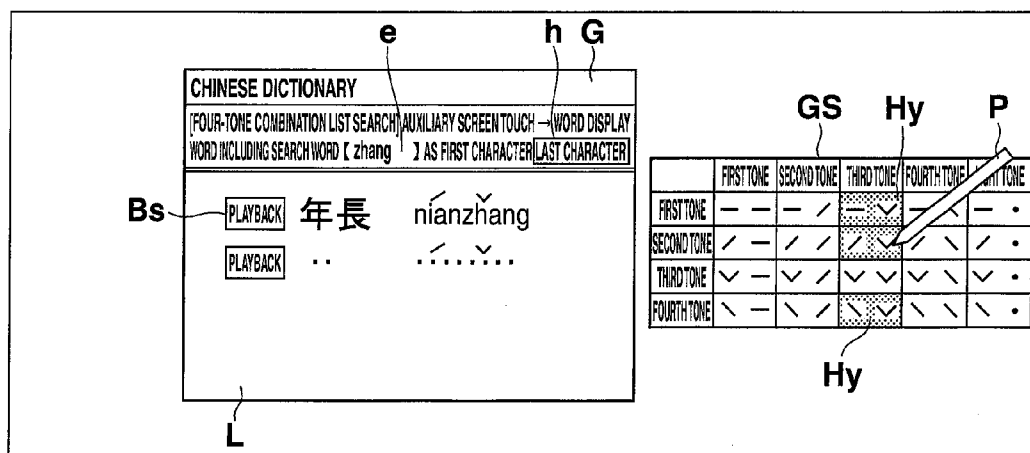 e G h
CHINESE DICTIONARY
[FOUR-TONE COMBINATION LIST SEARCH] AUXILIARY SCREEN TOUCH → WORD DISPLAY
WORD INCLUDING SEARCH WORD【 zhang 】AS FIRST CHARACTER LAST CHARACTER
Bs PLAYBACK 年長 niánzhǎng
PLAYBACK
L
GS Hy P
FIRST TONE SECOND TONE THIRD TONE FOURTH TONE
FIRST TONE
SECOND TONE
THIRD TONE
FOURTH TONE
Hy